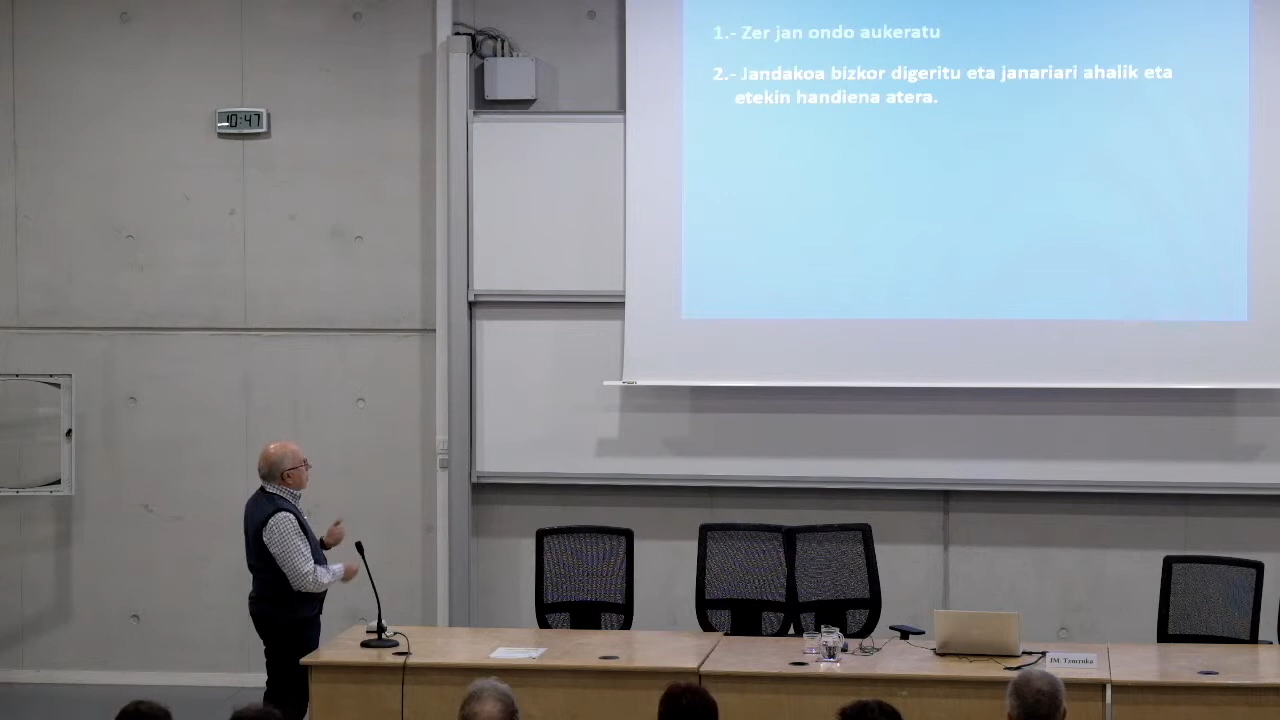 1.- Zer jan ondo aukeratu
2.- Jandakoa bizkor digeritu eta janariari ahalik eta
etekin handiena atera.
10:47